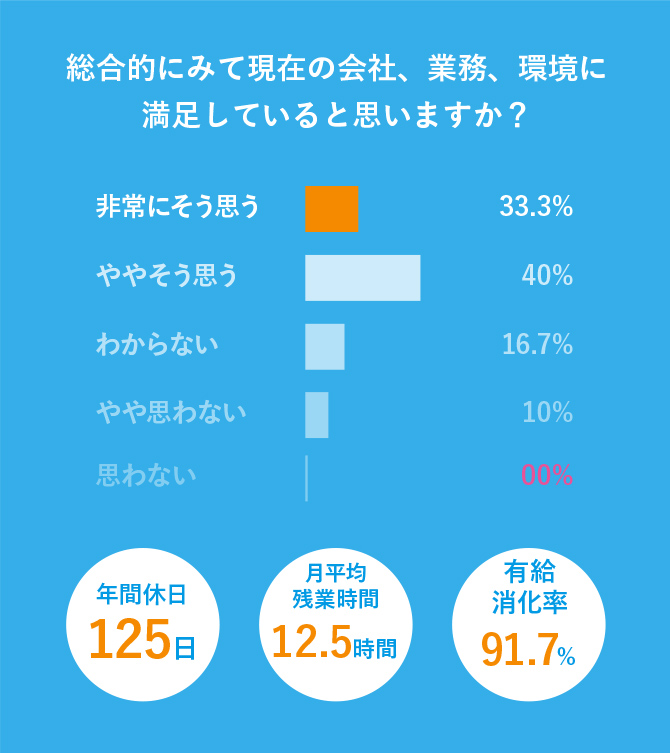 総合的にみて現在の会社、業務、環境に
満足していると思いますか？
非常にそう思う 33.3%
ややそう思う 40%
わからない 16.7%
やや思わない 10%
思わない 00%
年間休日
125日
月平均
残業時間
12.5時間
有給
消化率
91.7%